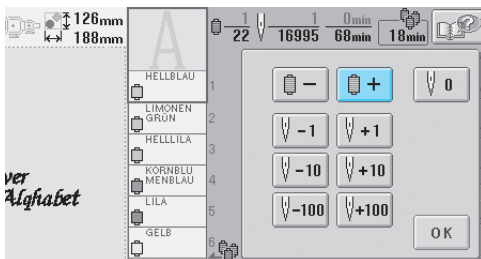 126mm
188mm
1
22
1
16995
0min
68min
18min
A
HELLBLAU
1
LIMONEN
GRÜN
2
HELLLILA
3
KORNBLU
MENBLAU
4
LILA
5
GELB
6
ver
Alqhabet
−
+
0
−1
+1
−10
+10
−100
+100
OK